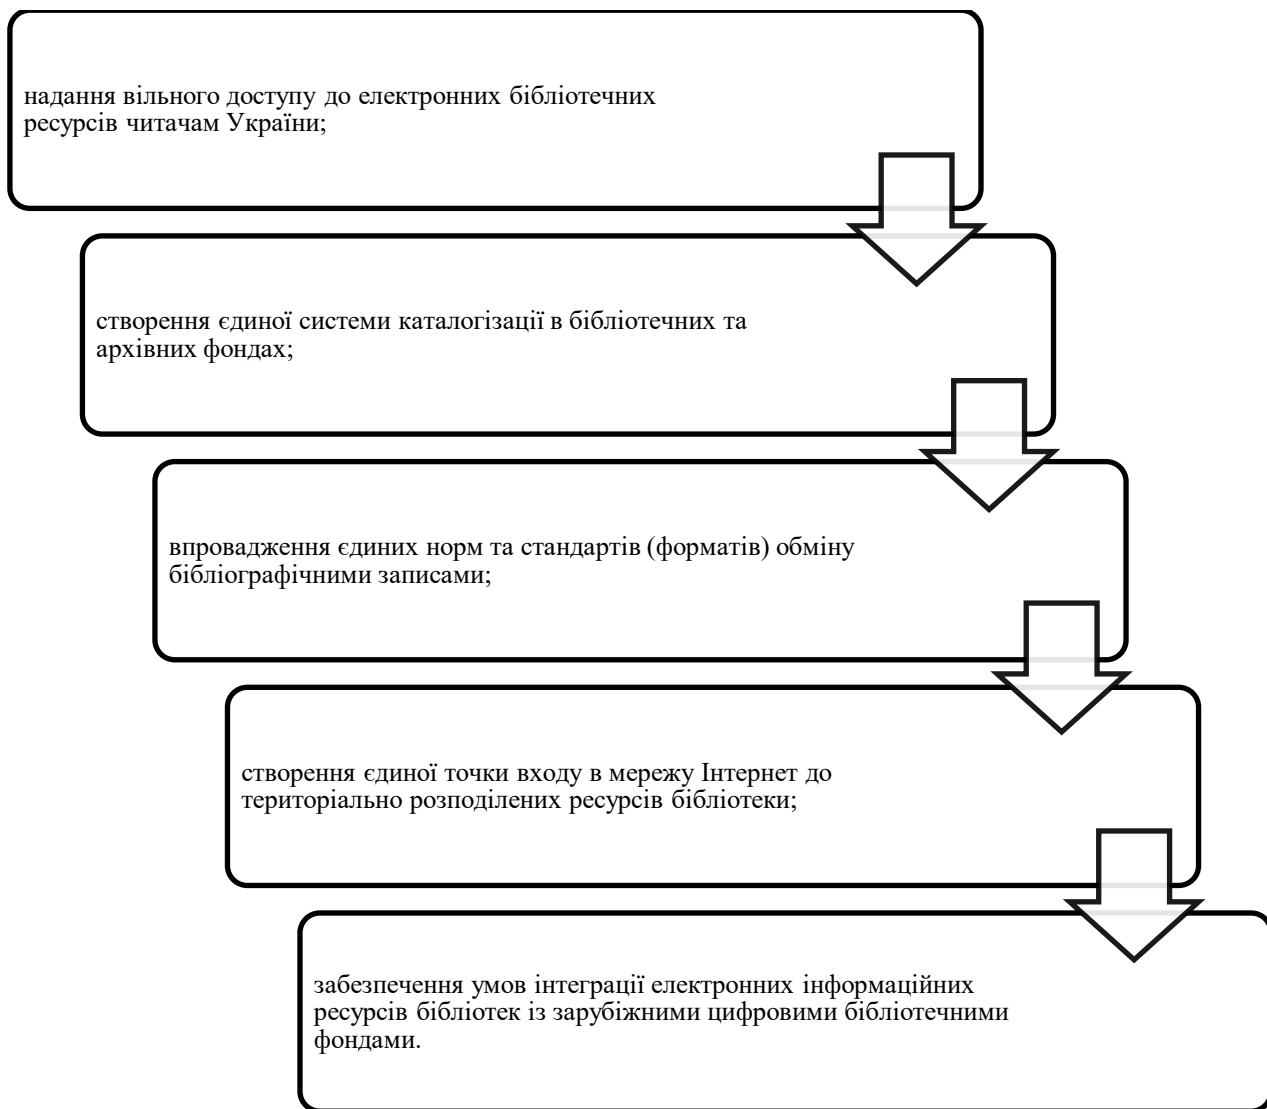 надання вільного доступу до електронних бібліотечних
ресурсів читачам України;
створення єдиної системи каталогізації в бібліотечних та
архівних фондах;
впровадження єдиних норм та стандартів (форматів) обміну
бібліографічними записами;
створення єдиної точки входу в мережу Інтернет до
територіально розподілених ресурсів бібліотеки;
забезпечення умов інтеграції електронних інформаційних
ресурсів бібліотек із зарубіжними цифровими бібліотечними
фондами.